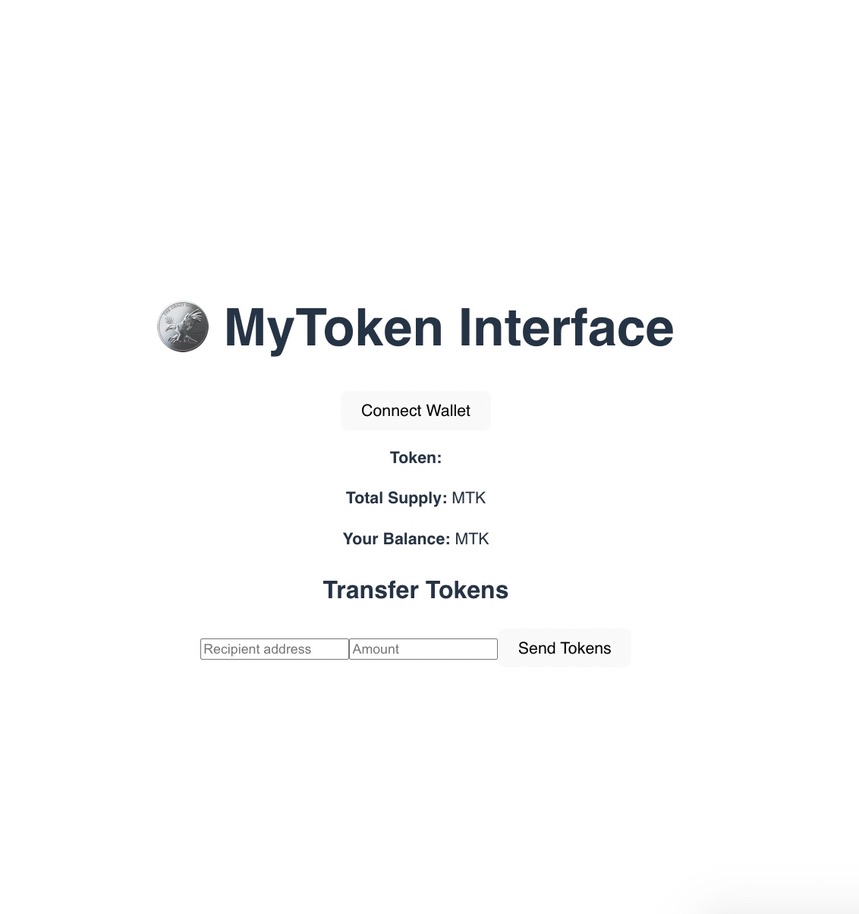 MyToken Interface
Connect Wallet
Token:
Total Supply: MTK
Your Balance: MTK
Transfer Tokens
Recipient address Amount Send Tokens